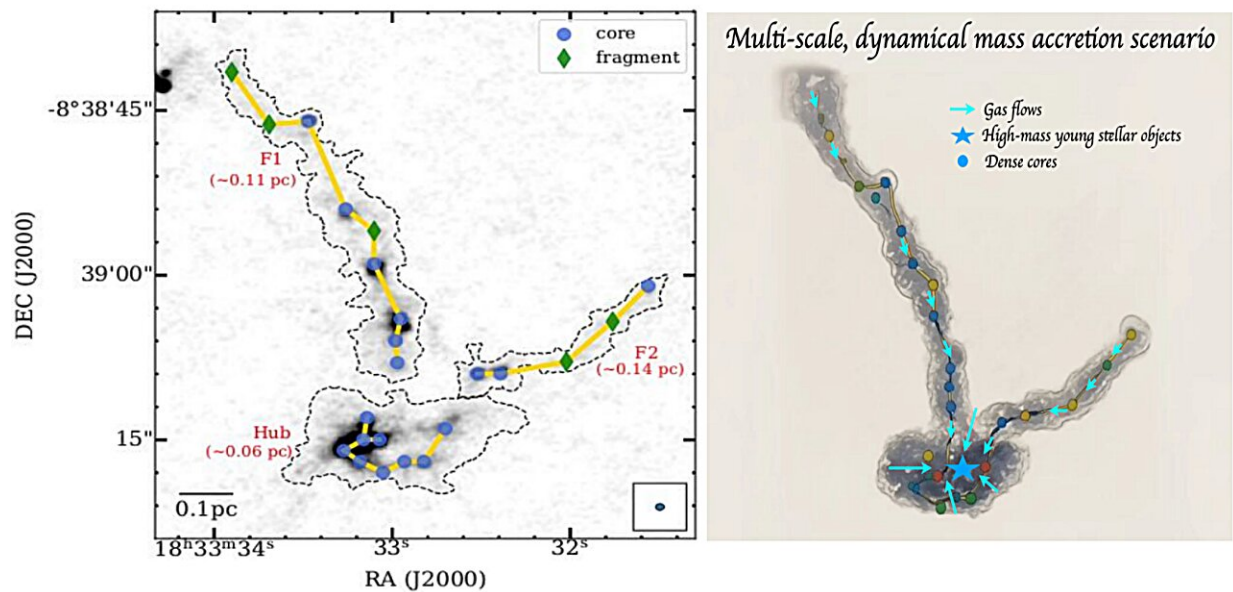 core
fragment
-8°38'45"
F1
(~0.11 pc)
39'00"
DEC (J2000)
F2
(~0.14 pc)
Hub
(~0.06 pc)
15"
0.1pc
18ʰ33ᵐ34ˢ
33ˢ
32ˢ
RA (J2000)
Multi-scale, dynamical mass accretion scenario
Gas flows
High-mass young stellar objects
Dense cores